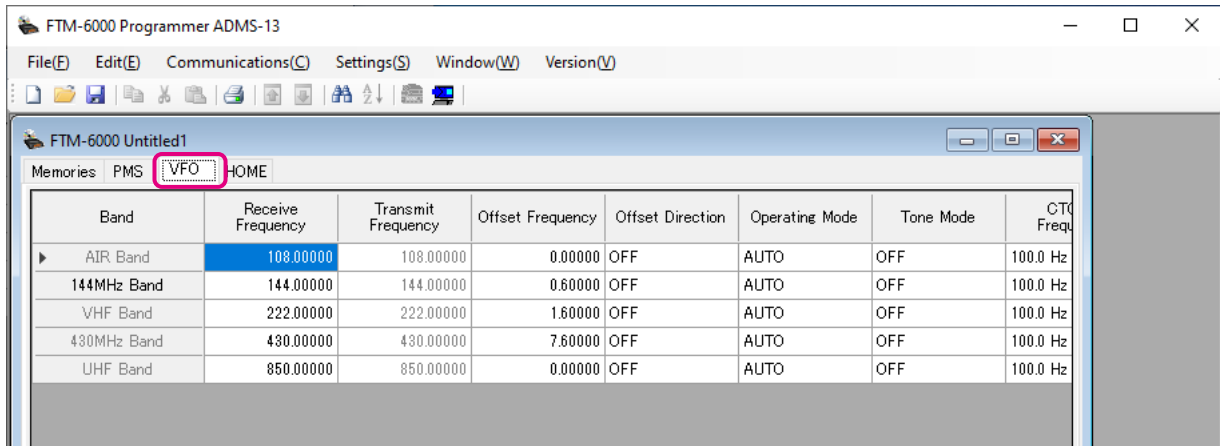 FTM-6000 Programmer ADMS-13
File(F) Edit(E) Communications(C) Settings(S) Window(W) Version(V)
FTM-6000 Untitled1
Memories PMS VFO HOME
Band Receive Frequency Transmit Frequency Offset Frequency Offset Direction Operating Mode Tone Mode
AIR Band 108.00000 108.00000 0.00000 OFF AUTO OFF 100.0 Hz
144MHz Band 144.00000 144.00000 0.60000 OFF AUTO OFF 100.0 Hz
VHF Band 222.00000 222.00000 1.60000 OFF AUTO OFF 100.0 Hz
430MHz Band 430.00000 430.00000 7.60000 OFF AUTO OFF 100.0 Hz
UHF Band 850.00000 850.00000 0.00000 OFF AUTO OFF 100.0 Hz